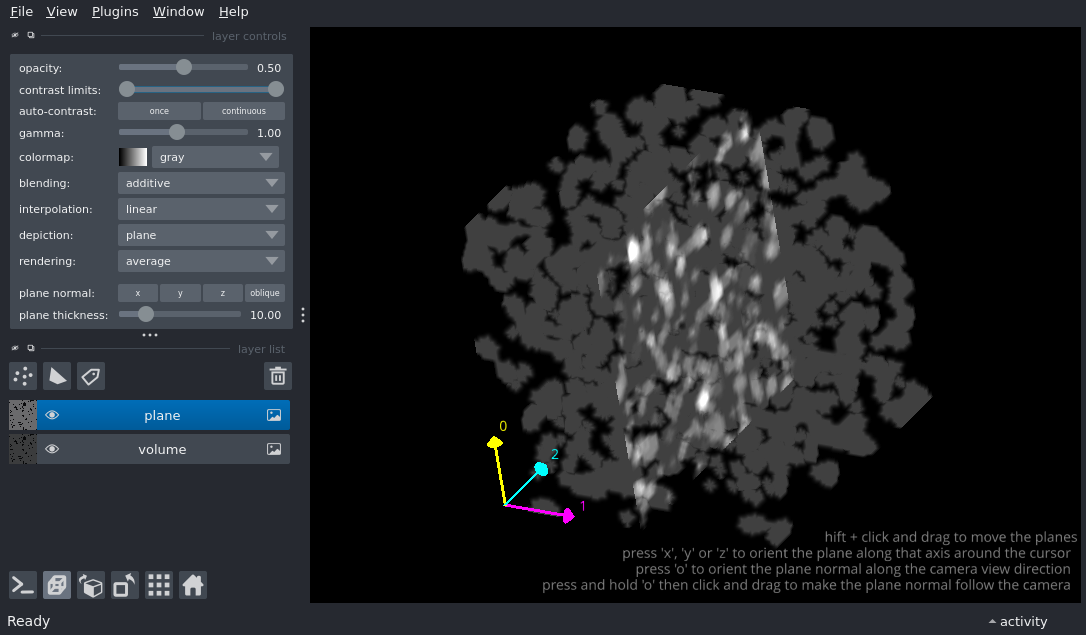 File View Plugins Window Help
layer controls
opacity: 0.50
contrast limits:
auto-contrast: once continuous
gamma: 1.00
colormap: gray
blending: additive
interpolation: linear
depiction: plane
rendering: average
plane normal: x y z oblique
plane thickness: 10.00
layer list
plane
volume
0
2
1
hift + click and drag to move the planes
press 'x', 'y' or 'z' to orient the plane along that axis around the cursor
press 'o' to orient the plane normal along the camera view direction
press and hold 'o' then click and drag to make the plane normal follow the camera
Ready
activity